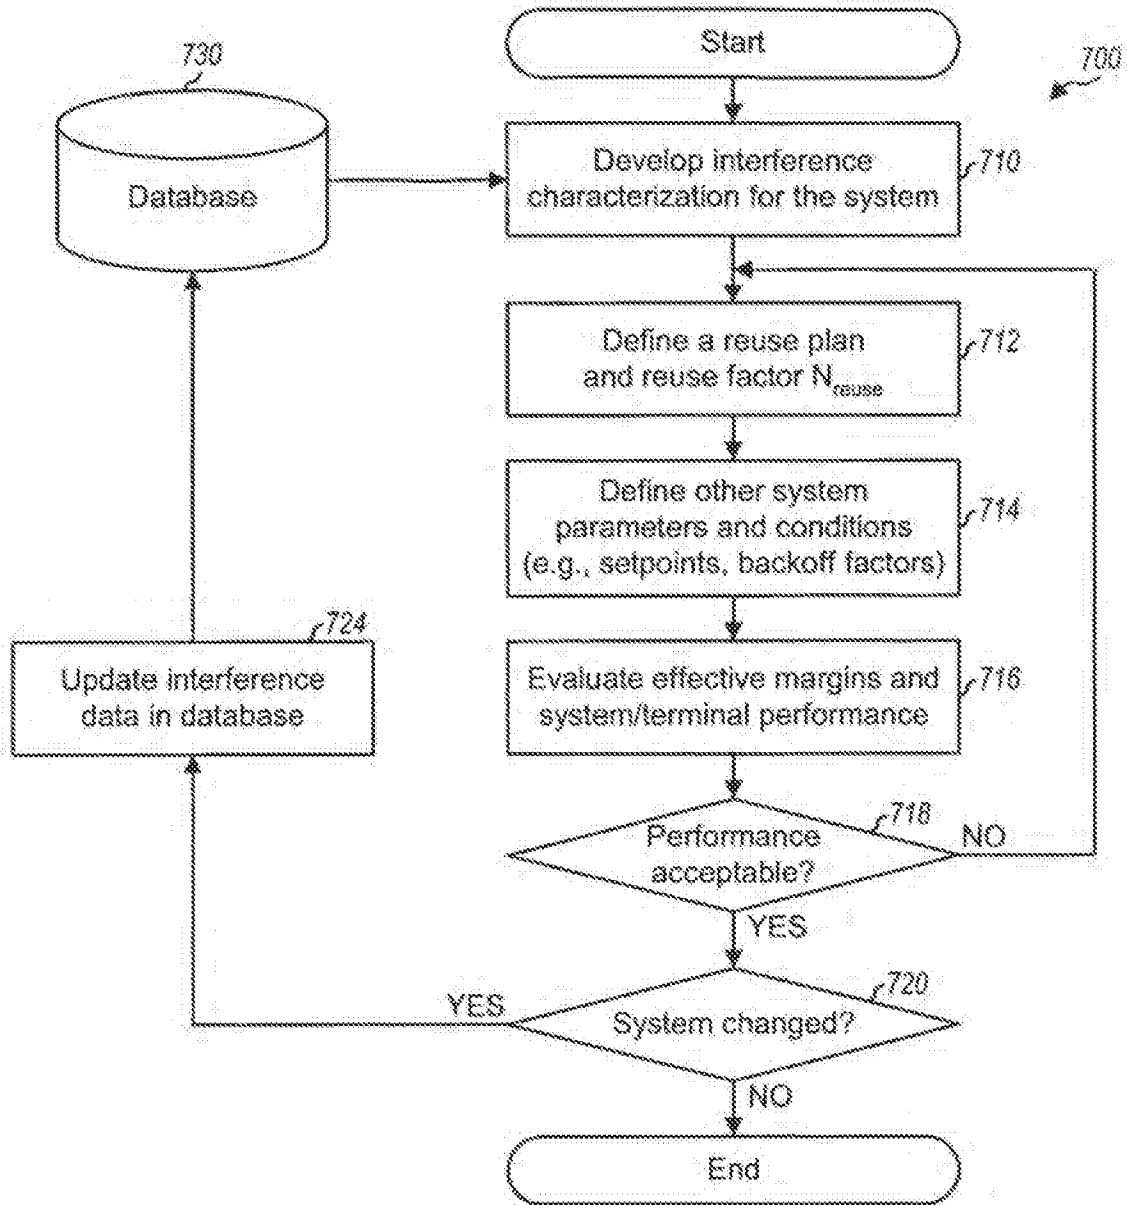 Start
700
730
Database
Develop interference
characterization for the system
710
Define a reuse plan
and reuse factor Nreuse
712
Define other system
parameters and conditions
(e.g., setpoints, backoff factors)
714
724
Update interference
data in database
Evaluate effective margins and
system/terminal performance
716
718
Performance
acceptable?
NO
YES
720
YES
System changed?
NO
End